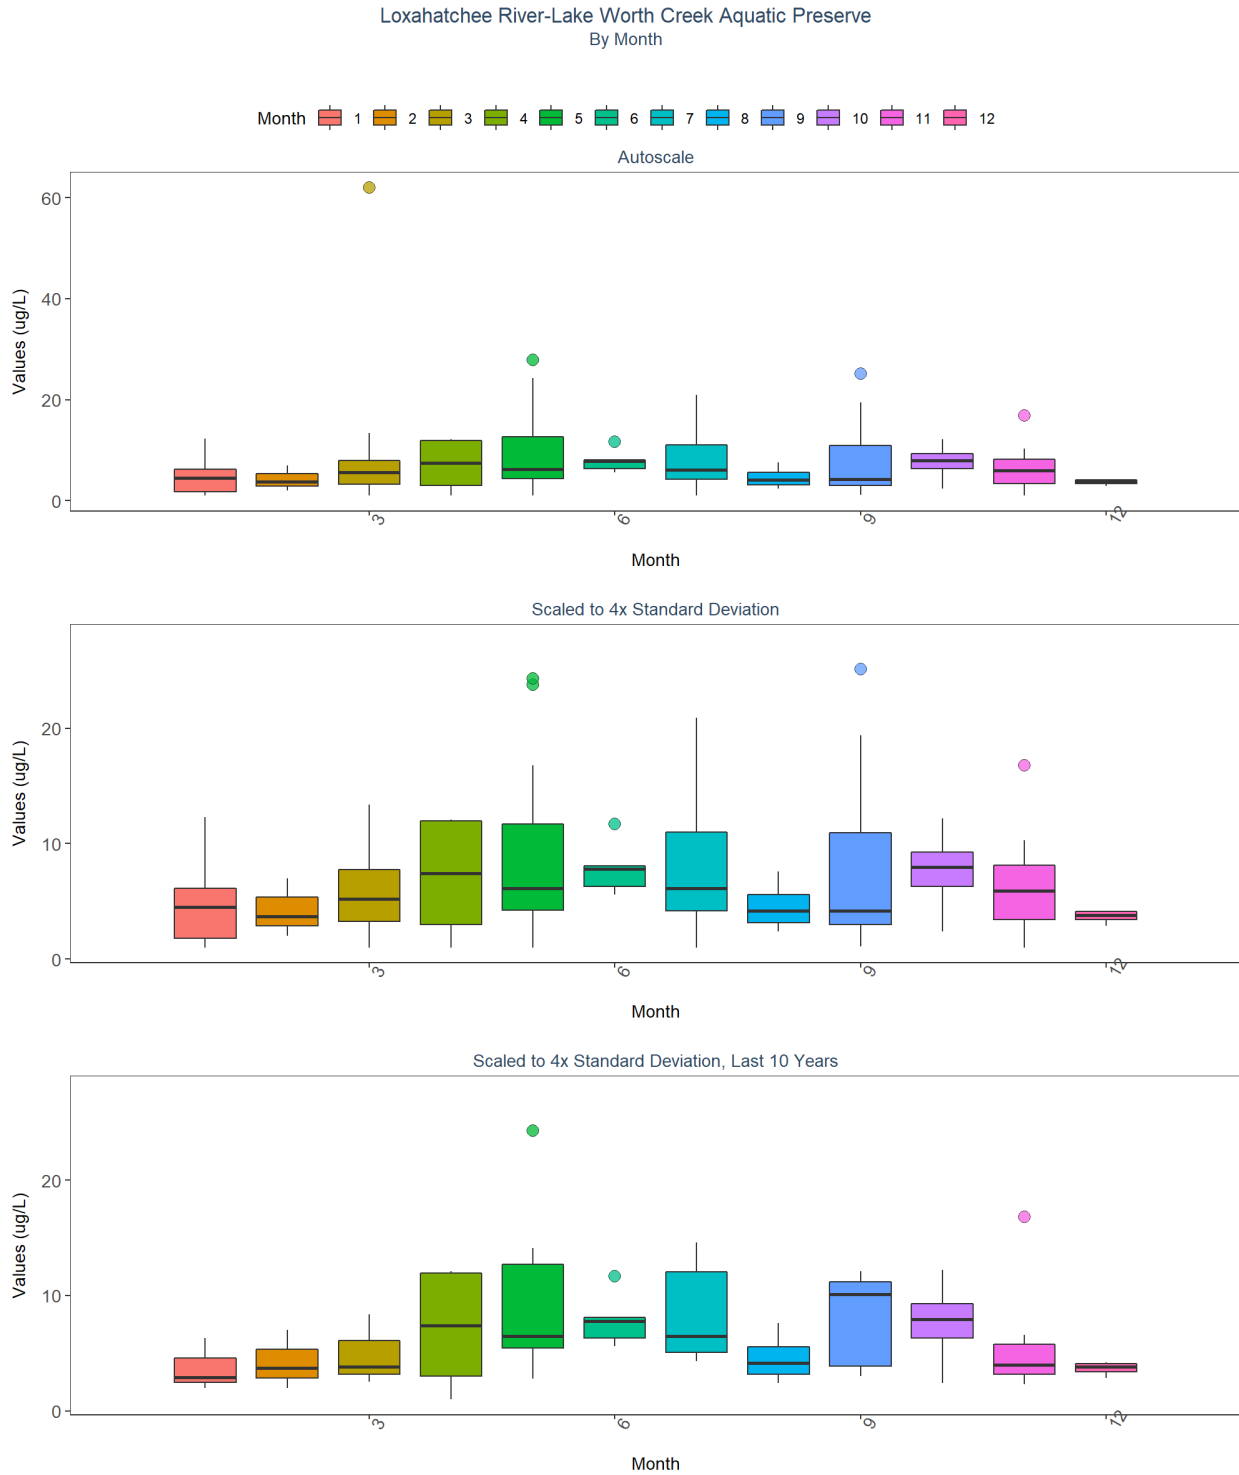 Loxahatchee River-Lake Worth Creek Aquatic Preserve
By Month
Month 1 2 3 4 5 6 7 8 9 10 11 12
Autoscale
Values (ug/L)
60
40
20
0
3 6 9 12
Month
Scaled to 4x Standard Deviation
Values (ug/L)
20
10
0
3 6 9 12
Month
Scaled to 4x Standard Deviation, Last 10 Years
Values (ug/L)
20
10
0
3 6 9 12
Month